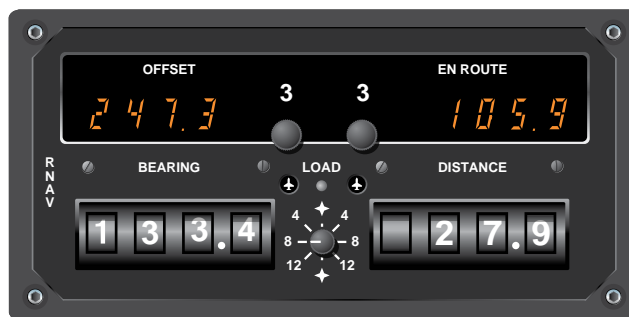 OFFSET
EN ROUTE
247.3
3
3
105.9
RNAV
BEARING
LOAD
DISTANCE
133.4
27.9
4
4
8
8
12
12